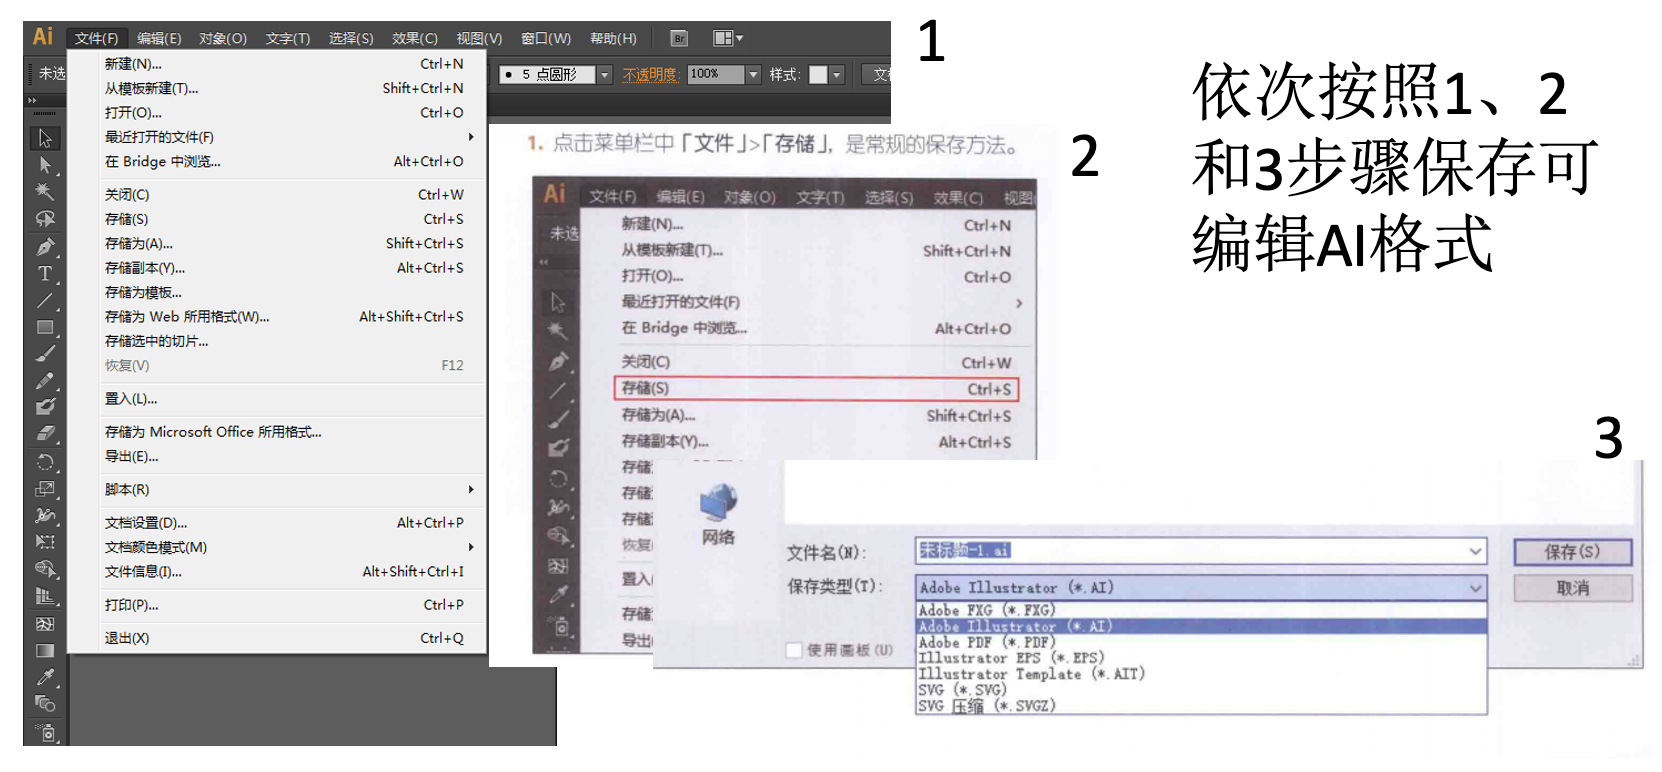 1
依次按照1、2
和3步骤保存可
编辑AI格式
Ai 文件(F) 编辑(E) 对象(O) 文字(T) 选择(S) 效果(C) 视图(V) 窗口(W) 帮助(H) Br
未选
5 点圆形 不透明度: 100% 样式:
新建(N)... Ctrl+N
从模板新建(T)... Shift+Ctrl+N
打开(O)... Ctrl+O
最近打开的文件(F)
在 Bridge 中浏览... Alt+Ctrl+O
关闭(C) Ctrl+W
存储(S) Ctrl+S
存储为(A)... Shift+Ctrl+S
存储副本(Y)... Alt+Ctrl+S
存储为模板...
存储为 Web 所用格式(W)... Alt+Shift+Ctrl+S
存储选中的切片...
恢复(V) F12
置入(L)...
存储为 Microsoft Office 所用格式...
导出(E)...
脚本(R)
文档设置(D)... Alt+Ctrl+P
文档颜色模式(M)
文件信息(I)... Alt+Shift+Ctrl+I
打印(P)... Ctrl+P
退出(X) Ctrl+Q
2
1. 点击菜单栏中「文件」>「存储」，是常规的保存方法。
Ai 文件(F) 编辑(E) 对象(O) 文字(T) 选择(S) 效果(C) 视图(
未选
新建(N)... Ctrl+N
从模板新建(T)... Shift+Ctrl+N
打开(O)... Ctrl+O
最近打开的文件(F)
在 Bridge 中浏览... Alt+Ctrl+O
关闭(C) Ctrl+W
存储(S) Ctrl+S
存储为(A)... Shift+Ctrl+S
存储副本(Y)... Alt+Ctrl+S
存储
存储
存储
恢复(
置入(
存储
导出(
3
网络
文件名(N): 未标题-1.ai 保存(S)
保存类型(T): Adobe Illustrator (*.AI) 取消
Adobe FXG (*.FXG)
Adobe Illustrator (*.AI)
Adobe PDF (*.PDF)
Illustrator EPS (*.EPS)
Illustrator Template (*.AIT)
SVG (*.SVG)
SVG 压缩 (*.SVGZ)
使用画板(U)